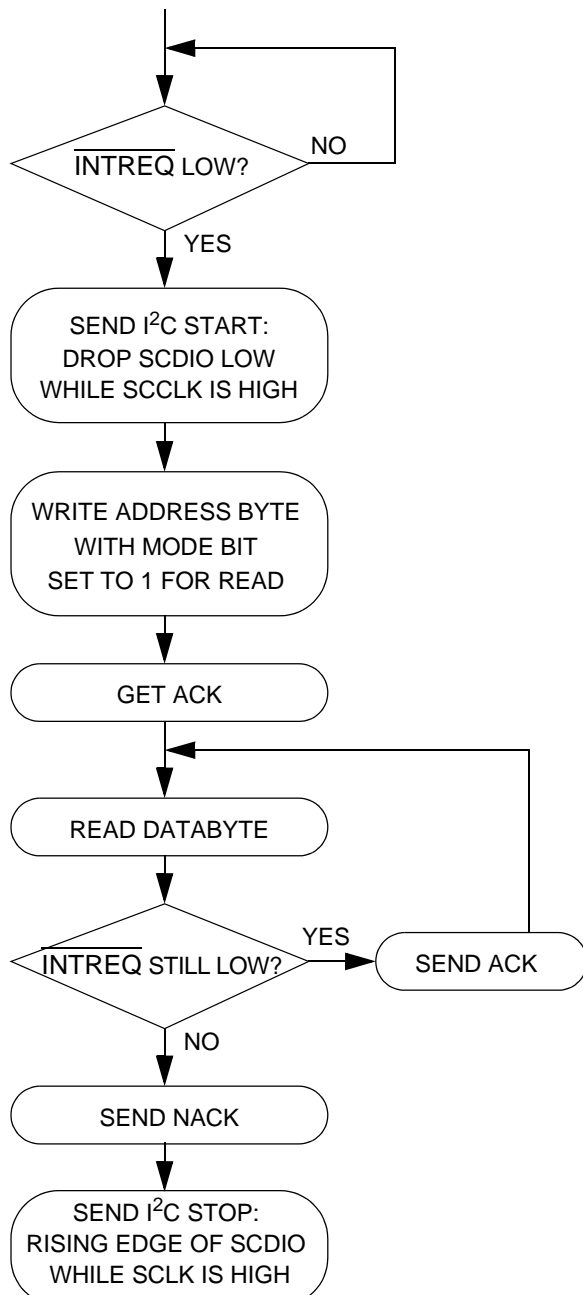 INTREQ LOW?
NO
YES
SEND I²C START:
DROP SCDIO LOW
WHILE SCCLK IS HIGH
WRITE ADDRESS BYTE
WITH MODE BIT
SET TO 1 FOR READ
GET ACK
READ DATABYTE
INTREQ STILL LOW?
YES
SEND ACK
NO
SEND NACK
SEND I²C STOP:
RISING EDGE OF SCDIO
WHILE SCLK IS HIGH